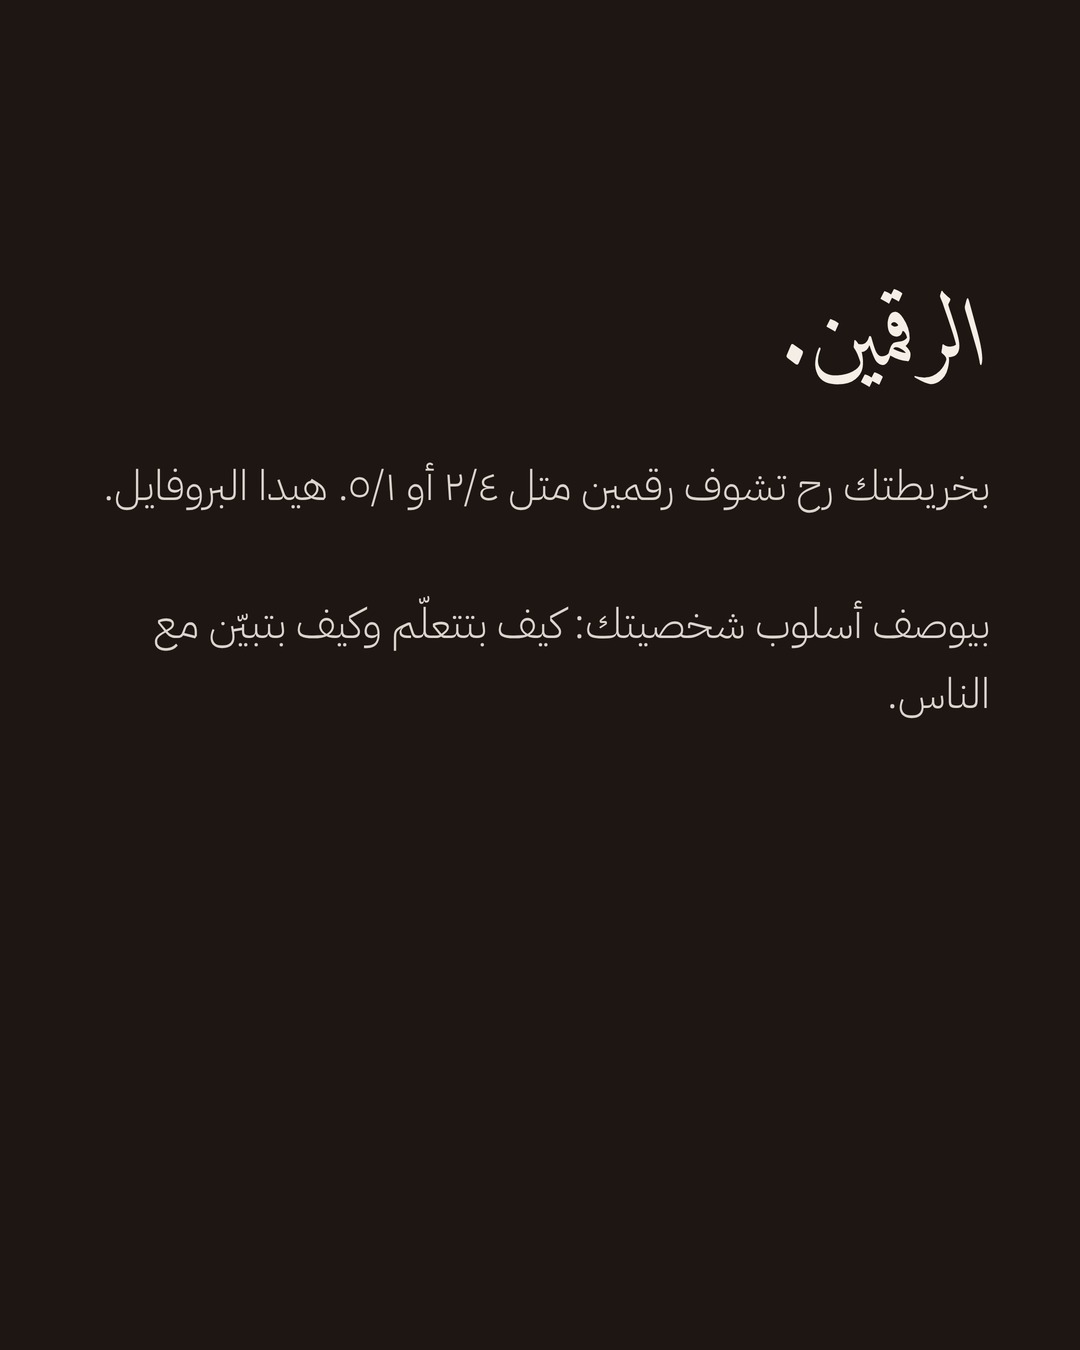 الرقمين.
بخريطتك رح تشوف رقمين متل ٢/٤ أو ٥/١. هيدا البروفايل.
بيوصف أسلوب شخصيتك: كيف بتتعلّم وكيف بتبيّن مع
الناس.